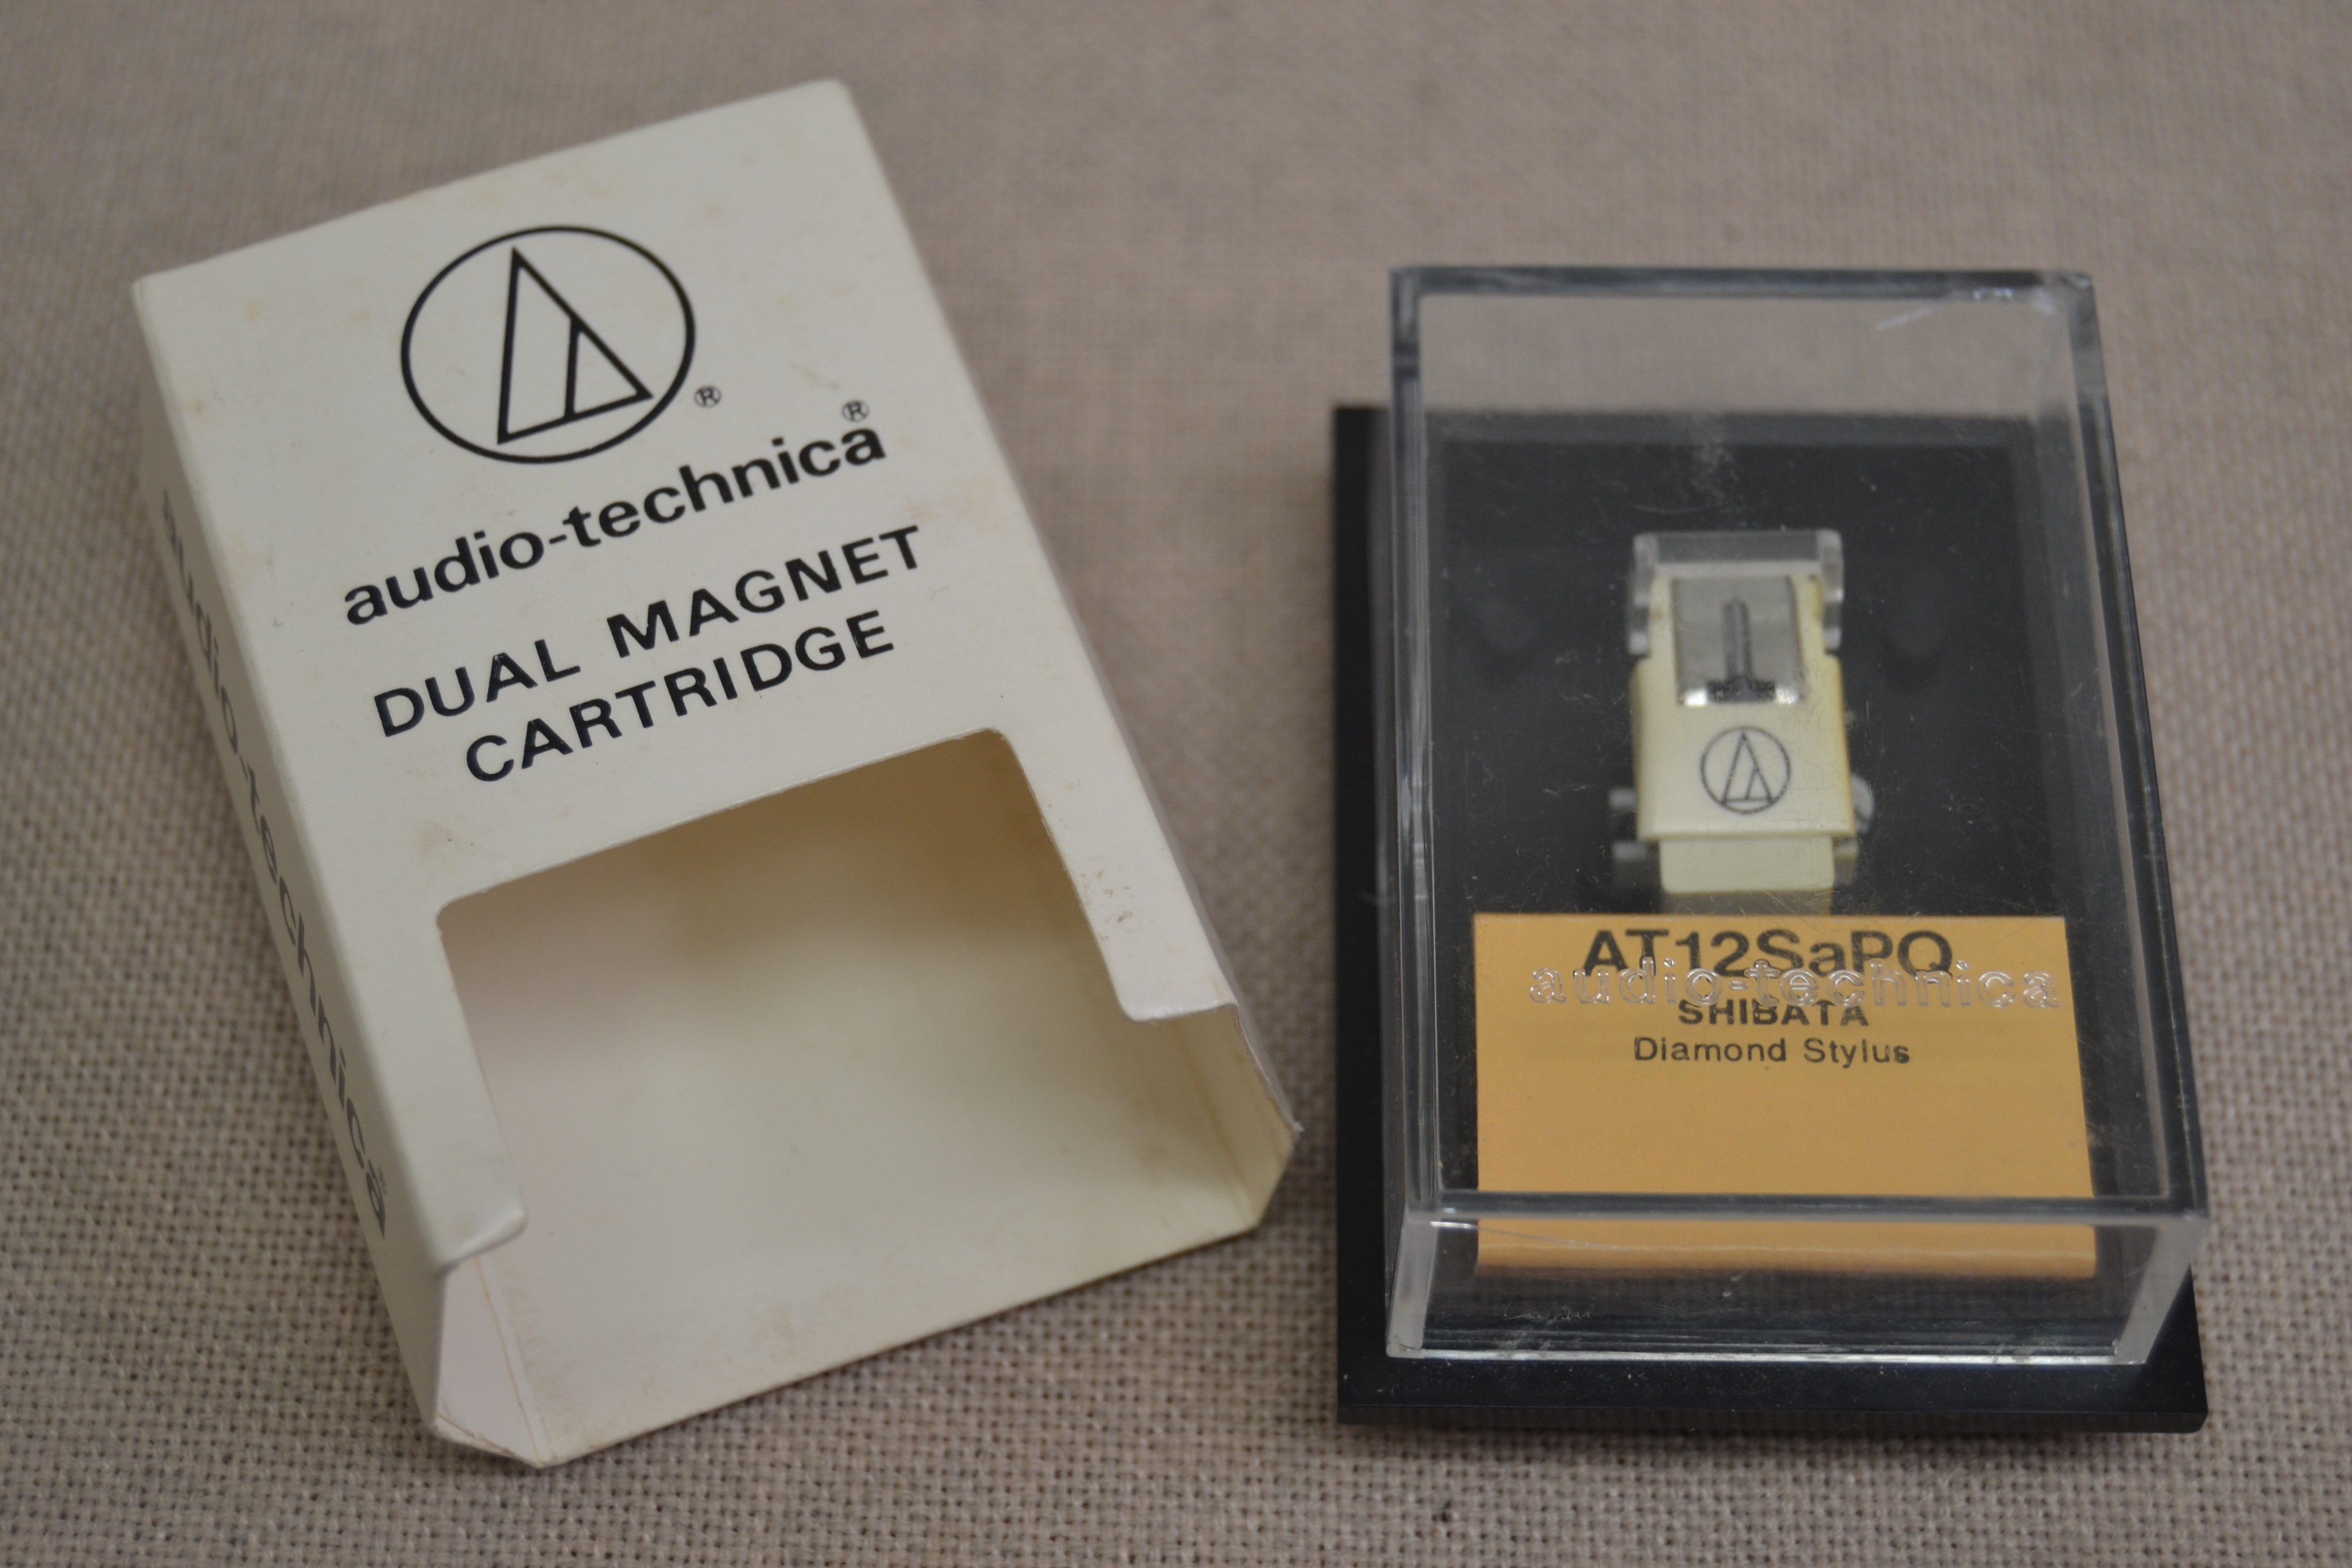 ®
audio-technica®
DUAL MAGNET
CARTRIDGE
audio-technica
AT12SaPQ
audio-technica
SHIBATA
Diamond Stylus